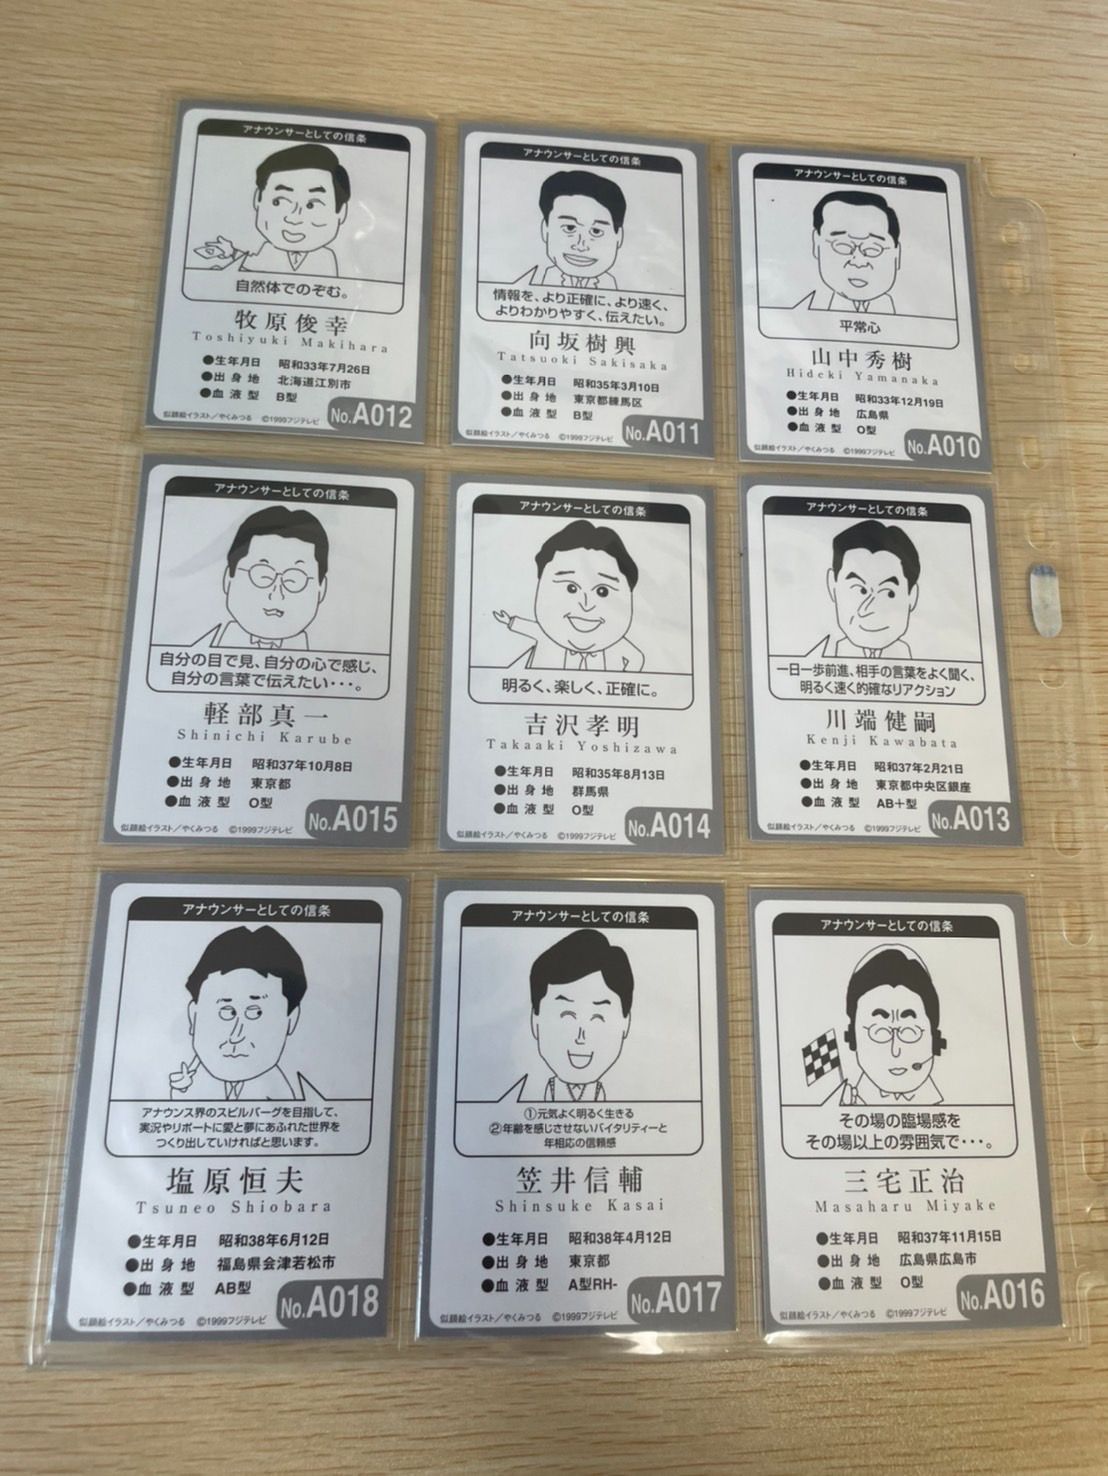 アナウンサーとしての信条
自然体でのぞむ。
牧原俊幸
Toshiyuki Makihara
●生年月日 昭和33年7月26日
●出身地 北海道江別市
●血液型 B型
似顔絵イラスト/やくみつる ©1999フジテレビ
No.A012
アナウンサーとしての信条
情報を、より正確に、より速く、
よりわかりやすく、伝えたい。
向坂樹興
Tatsuoki Sakisaka
●生年月日 昭和35年3月10日
●出身地 東京都練馬区
●血液型 B型
似顔絵イラスト/やくみつる ©1999フジテレビ
No.A011
アナウンサーとしての信条
平常心
山中秀樹
Hideki Yamanaka
●生年月日 昭和33年12月19日
●出身地 広島県
●血液型 O型
似顔絵イラスト/やくみつる ©1999フジテレビ
No.A010
アナウンサーとしての信条
自分の目で見、自分の心で感じ、
自分の言葉で伝えたい・・・。
軽部真一
Shinichi Karube
●生年月日 昭和37年10月8日
●出身地 東京都
●血液型 O型
似顔絵イラスト/やくみつる ©1999フジテレビ
No.A015
アナウンサーとしての信条
明るく、楽しく、正確に。
吉沢孝明
Takaaki Yoshizawa
●生年月日 昭和35年8月13日
●出身地 群馬県
●血液型 O型
似顔絵イラスト/やくみつる ©1999フジテレビ
No.A014
アナウンサーとしての信条
一日一歩前進、相手の言葉をよく聞く、
明るく速く的確なリアクション
川端健嗣
Kenji Kawabata
●生年月日 昭和37年2月21日
●出身地 東京都中央区銀座
●血液型 AB+型
似顔絵イラスト/やくみつる ©1999フジテレビ
No.A013
アナウンサーとしての信条
アナウンス界のスピルバーグを目指して、
実況やリポートに愛と夢にあふれた世界を
つくり出していければと思います。
塩原恒夫
Tsuneo Shiobara
●生年月日 昭和38年6月12日
●出身地 福島県会津若松市
●血液型 AB型
似顔絵イラスト/やくみつる ©1999フジテレビ
No.A018
アナウンサーとしての信条
①元気よく明るく生きる
②年齢を感じさせないバイタリティーと
年相応の信頼感
笠井信輔
Shinsuke Kasai
●生年月日 昭和38年4月12日
●出身地 東京都
●血液型 A型RH-
似顔絵イラスト/やくみつる ©1999フジテレビ
No.A017
アナウンサーとしての信条
その場の臨場感を
その場以上の雰囲気で・・・。
三宅正治
Masaharu Miyake
●生年月日 昭和37年11月15日
●出身地 広島県広島市
●血液型 O型
似顔絵イラスト/やくみつる ©1999フジテレビ
No.A016